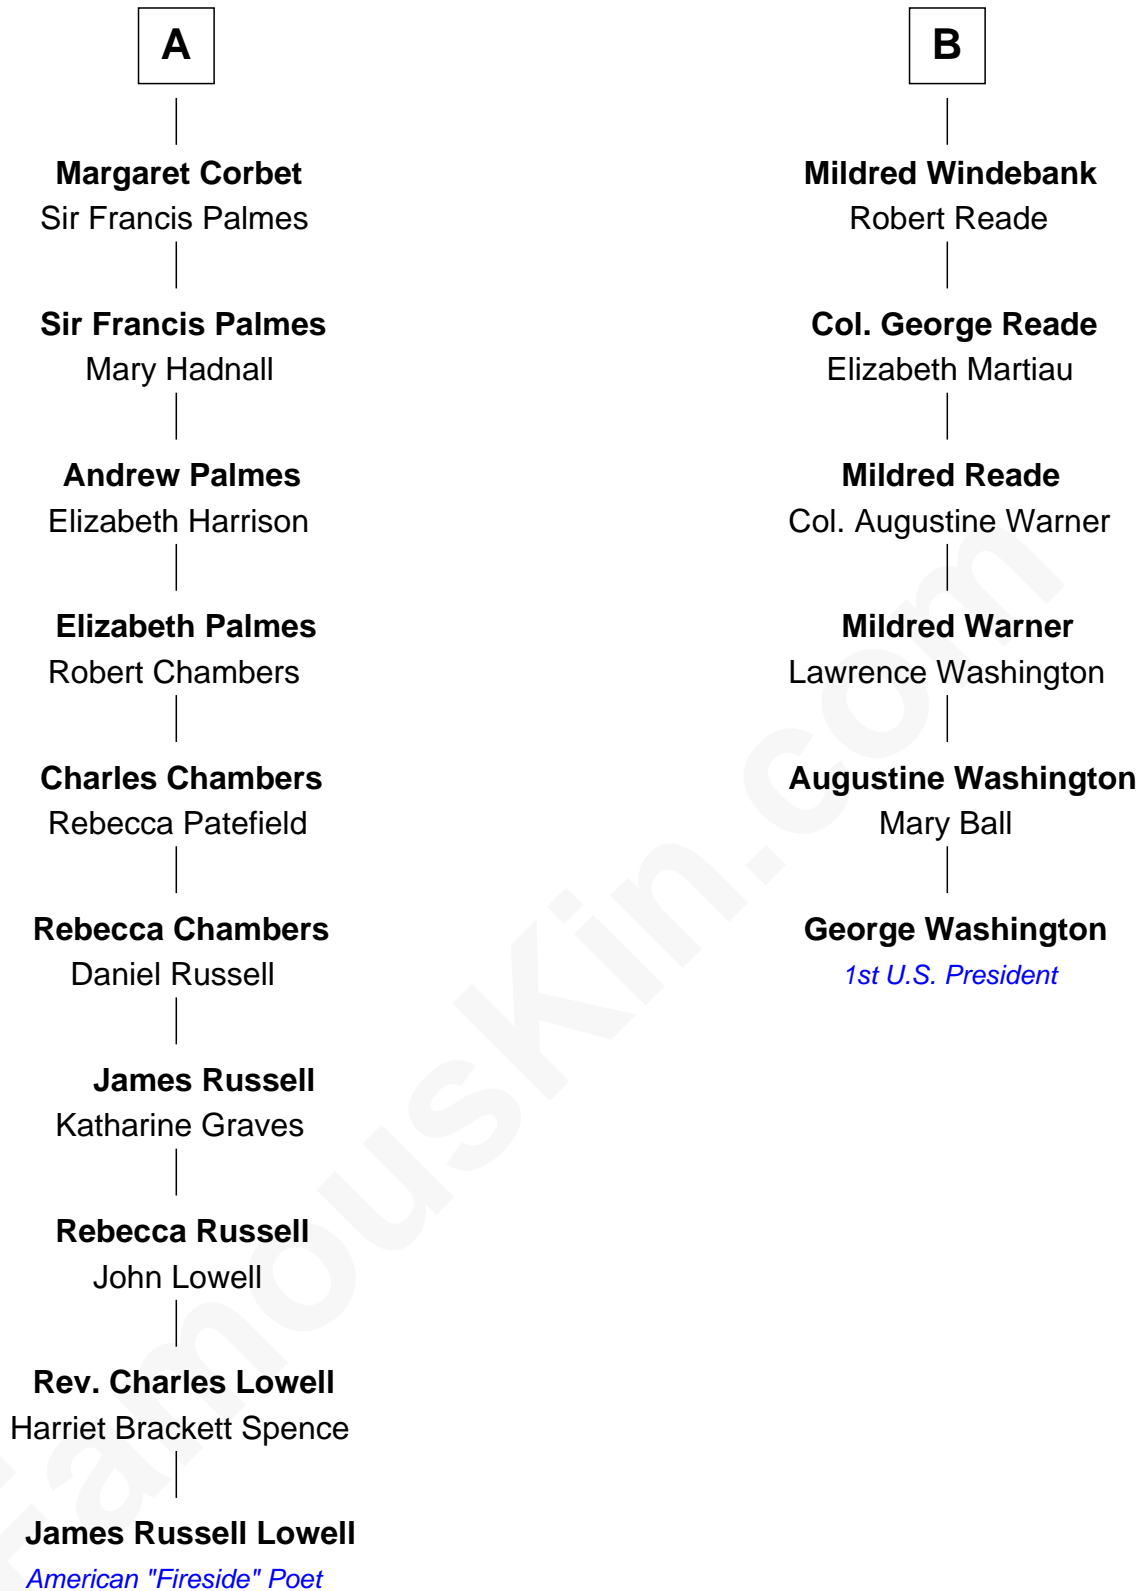 A
Margaret Corbet
Sir Francis Palmes
Sir Francis Palmes
Mary Hadnall
Andrew Palmes
Elizabeth Harrison
Elizabeth Palmes
Robert Chambers
Charles Chambers
Rebecca Patefield
Rebecca Chambers
Daniel Russell
James Russell
Katharine Graves
Rebecca Russell
John Lowell
Rev. Charles Lowell
Harriet Brackett Spence
James Russell Lowell
American "Fireside" Poet
B
Mildred Windebank
Robert Reade
Col. George Reade
Elizabeth Martiau
Mildred Reade
Col. Augustine Warner
Mildred Warner
Lawrence Washington
Augustine Washington
Mary Ball
George Washington
1st U.S. President
FamousKin.com